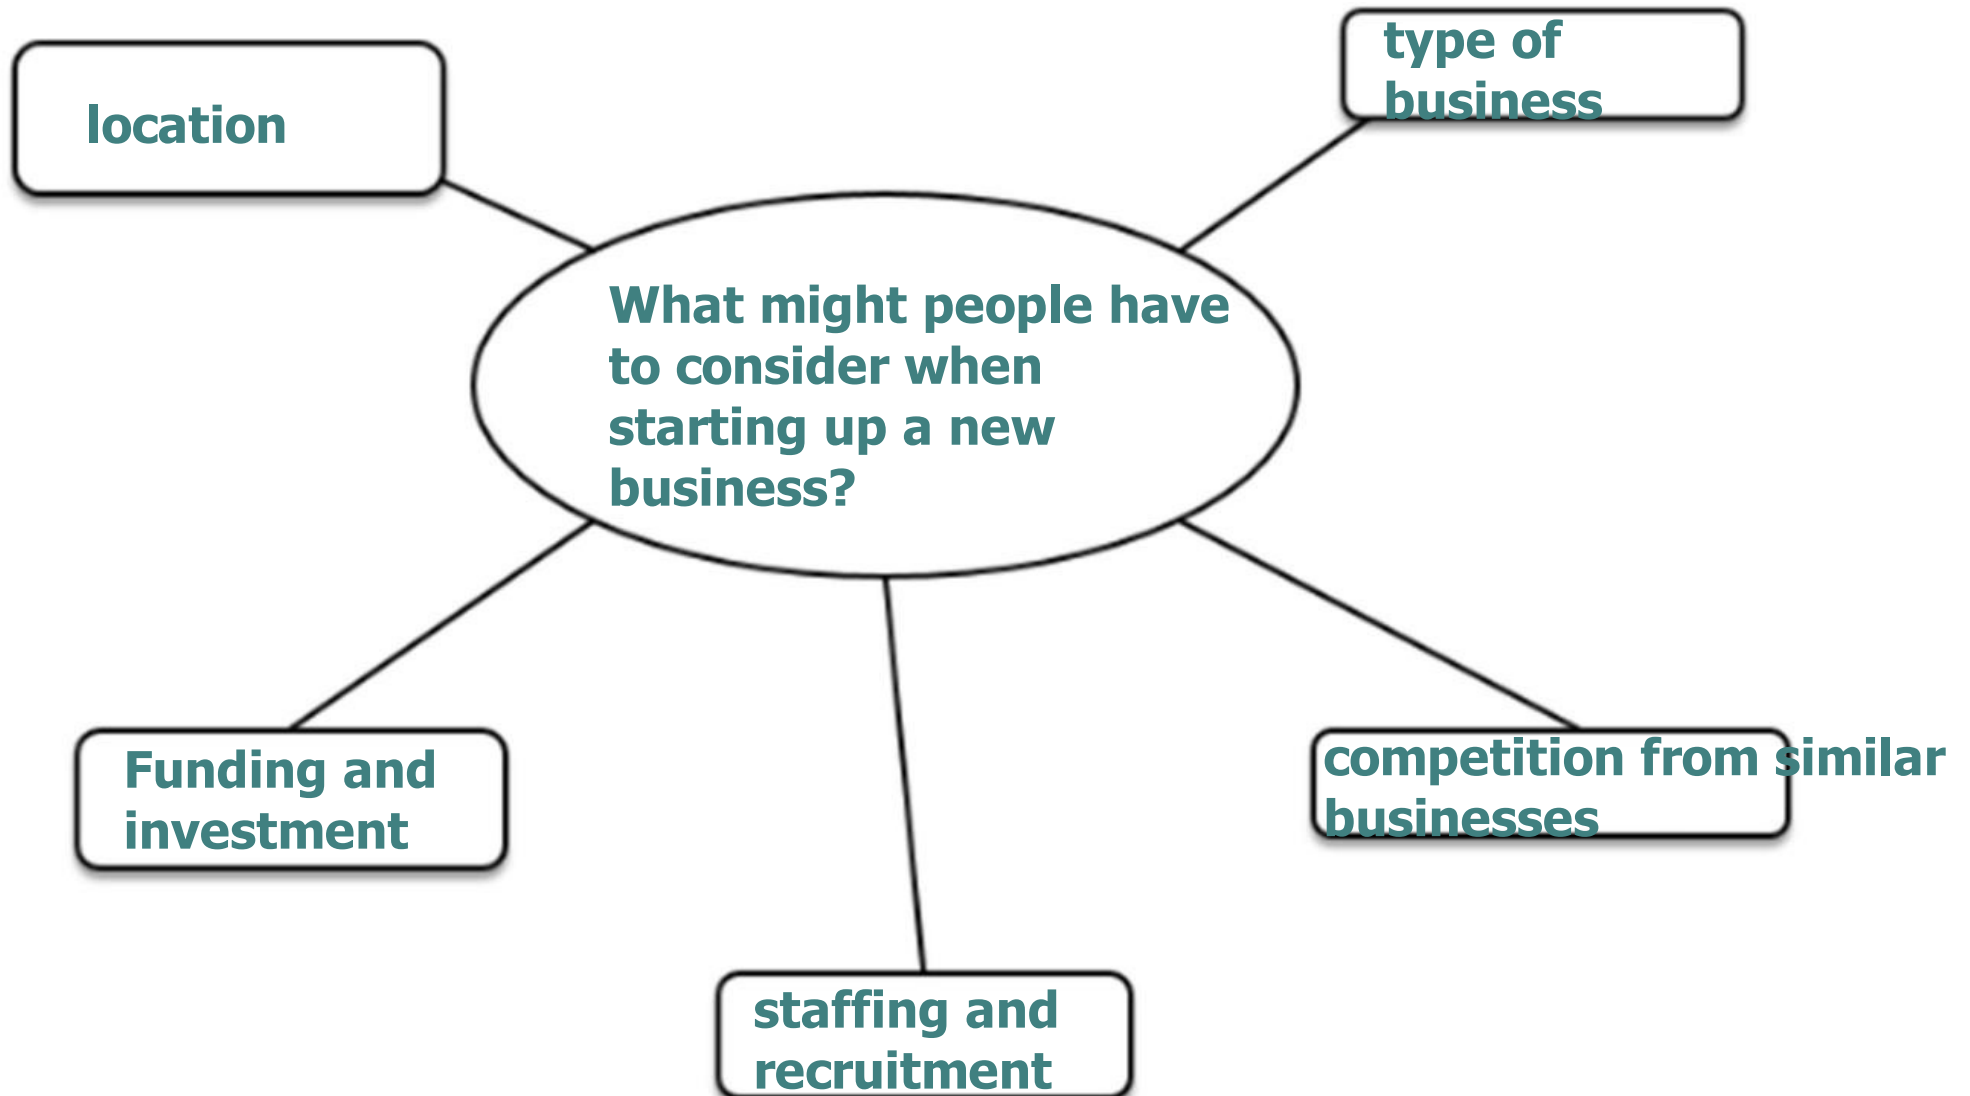 location
type of
business
What might people have
to consider when
starting up a new
business?
Funding and
investment
competition from similar
businesses
staffing and
recruitment